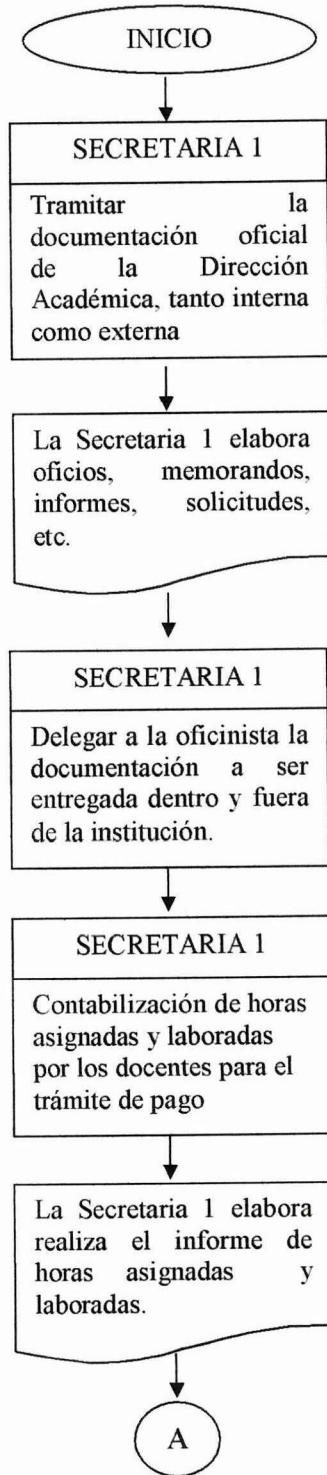 INICIO
SECRETARIA 1
Tramitar la
documentación oficial
de la Dirección
Académica, tanto interna
como externa
La Secretaria 1 elabora
oficios, memorandos,
informes, solicitudes,
etc.
SECRETARIA 1
Delegar a la oficinista la
documentación a ser
entregada dentro y fuera
de la institución.
SECRETARIA 1
Contabilización de horas
asignadas y laboradas
por los docentes para el
trámite de pago
La Secretaria 1 elabora
realiza el informe de
horas asignadas y
laboradas.
A